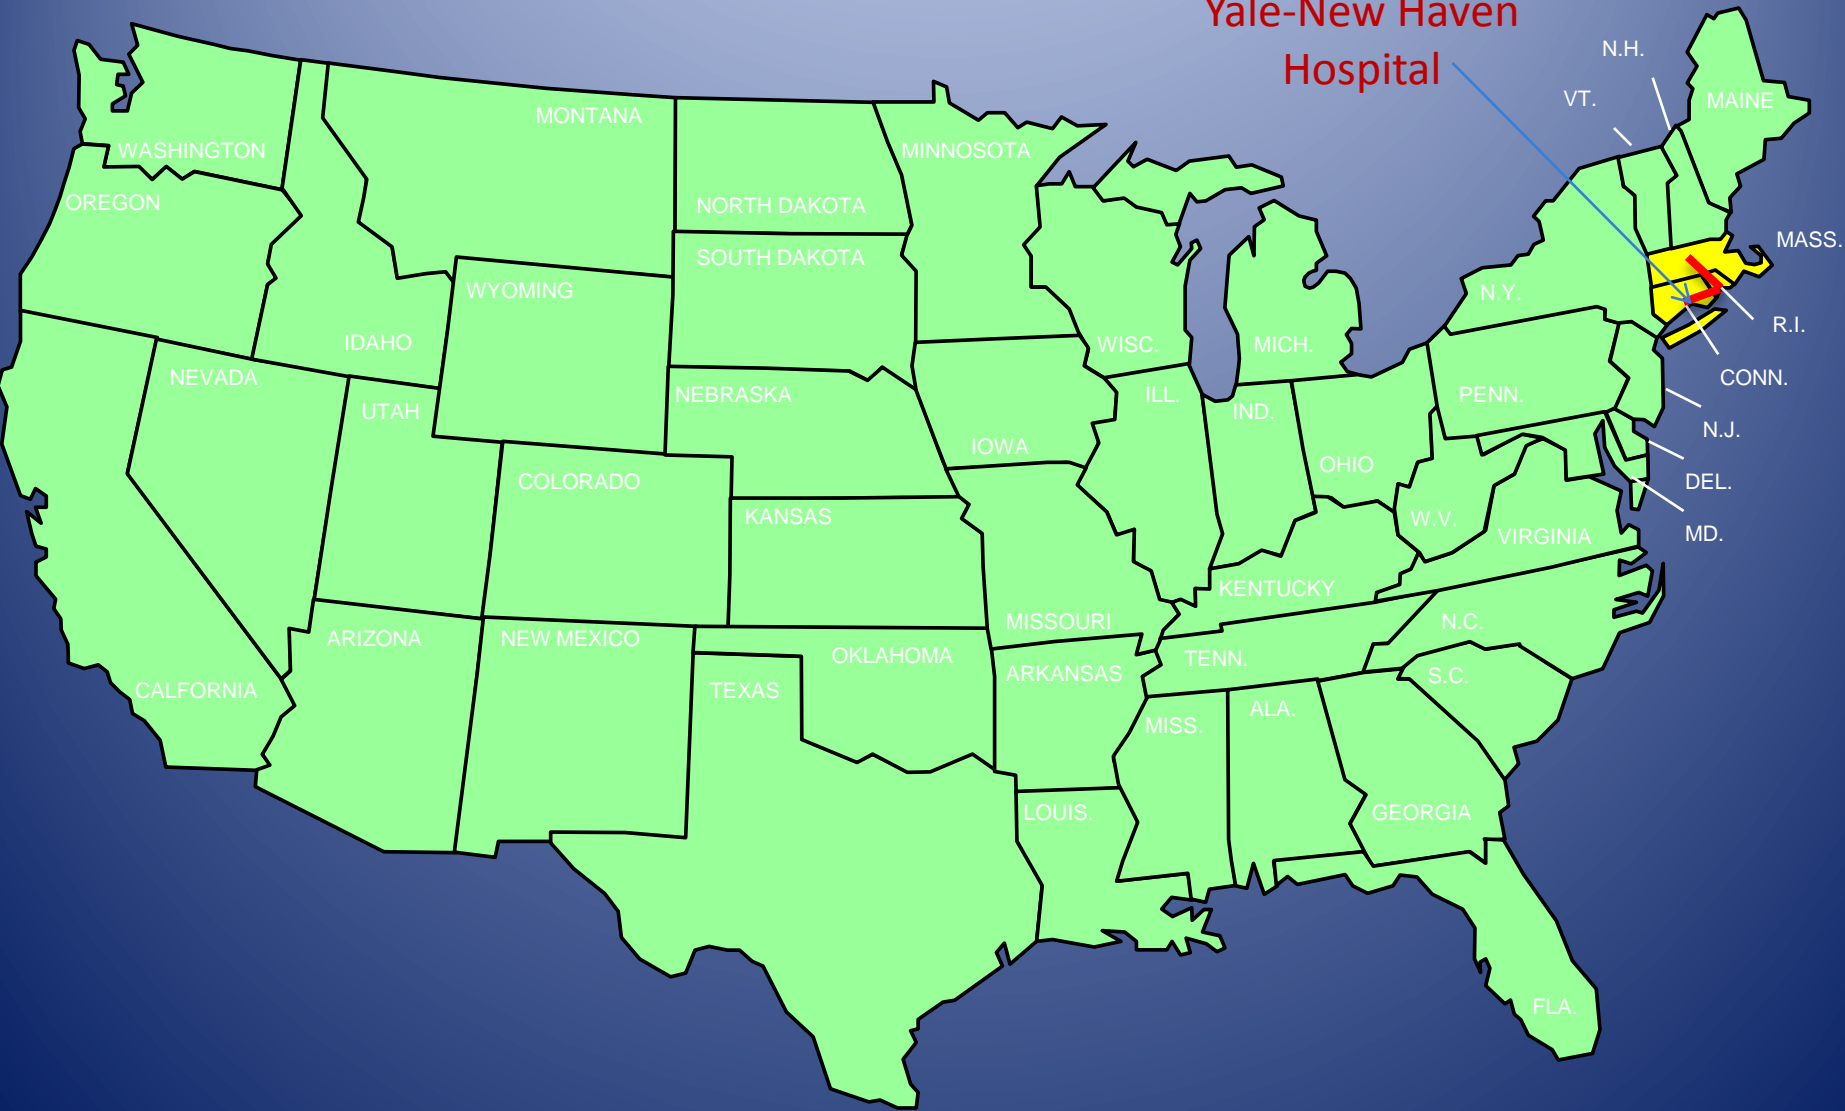 Yale-New Haven
Hospital
N.H.
VT.
MAINE
MONTANA
WASHINGTON
MINNOSOTA
OREGON
NORTH DAKOTA
MASS.
SOUTH DAKOTA
WYOMING
N.Y.
R.I.
IDAHO
WISC.
MICH.
NEVADA
CONN.
NEBRASKA
ILL.
PENN.
UTAH
IND.
N.J.
IOWA
OHIO
COLORADO
DEL.
KANSAS
W.V.
VIRGINIA
MD.
KENTUCKY
MISSOURI
N.C.
ARIZONA
NEW MEXICO
OKLAHOMA
TENN.
ARKANSAS
S.C.
CALFORNIA
TEXAS
ALA.
MISS.
LOUIS.
GEORGIA
FLA.